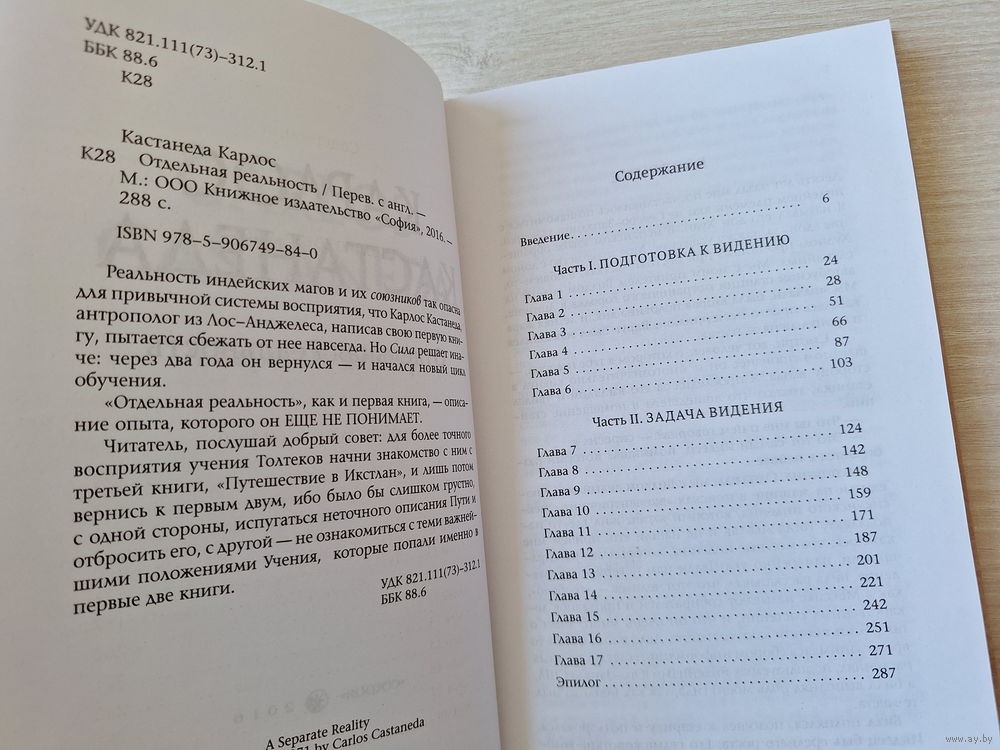 УДК 821.111(73)–312.1
ББК 88.6
К28
Кастанеда Карлос
К28 Отдельная реальность / Перев. с англ. —
М.: ООО Книжное издательство «София», 2016. –
288 с.
ISBN 978–5–906749–84–0
Реальность индейских магов и их союзников так опасна
для привычной системы восприятия, что Карлос Кастанеда,
антрополог из Лос–Анджелеса, написав свою первую кни-
гу, пытается сбежать от нее навсегда. Но Сила решает ина-
че: через два года он вернулся — и начался новый цикл
обучения.
«Отдельная реальность», как и первая книга, — описа-
ние опыта, которого он ЕЩЕ НЕ ПОНИМАЕТ.
Читатель, послушай добрый совет: для более точного
восприятия учения Толтеков начни знакомство с ним с
третьей книги, «Путешествие в Икстлан», и лишь потом
вернись к первым двум, ибо было бы слишком грустно,
с одной стороны, испугаться неточного описания Пути и
отбросить его, с другой — не ознакомиться с теми важней-
шими положениями Учения, которые попали именно в
первые две книги.
УДК 821.111(73)–312.1
ББК 88.6
A Separate Reality
71 by Carlos Castaneda
Содержание
Введение. . . . . . . . . . . . . . . . . . . . . . . . . . . . . . 6
Часть I. ПОДГОТОВКА К ВИДЕНИЮ
Глава 1 . . . . . . . . . . . . . . . . . . . . . . . . . . . . . . 24
Глава 2 . . . . . . . . . . . . . . . . . . . . . . . . . . . . . . 28
Глава 3 . . . . . . . . . . . . . . . . . . . . . . . . . . . . . . 51
Глава 4 . . . . . . . . . . . . . . . . . . . . . . . . . . . . . . 66
Глава 5 . . . . . . . . . . . . . . . . . . . . . . . . . . . . . . 87
Глава 6 . . . . . . . . . . . . . . . . . . . . . . . . . . . . . . 103
Часть II. ЗАДАЧА ВИДЕНИЯ
Глава 7 . . . . . . . . . . . . . . . . . . . . . . . . . . . . . . 124
Глава 8 . . . . . . . . . . . . . . . . . . . . . . . . . . . . . . 142
Глава 9 . . . . . . . . . . . . . . . . . . . . . . . . . . . . . . 148
Глава 10 . . . . . . . . . . . . . . . . . . . . . . . . . . . . . . 159
Глава 11 . . . . . . . . . . . . . . . . . . . . . . . . . . . . . . 171
Глава 12 . . . . . . . . . . . . . . . . . . . . . . . . . . . . . . 187
Глава 13 . . . . . . . . . . . . . . . . . . . . . . . . . . . . . . 201
Глава 14 . . . . . . . . . . . . . . . . . . . . . . . . . . . . . . 221
Глава 15 . . . . . . . . . . . . . . . . . . . . . . . . . . . . . . 242
Глава 16 . . . . . . . . . . . . . . . . . . . . . . . . . . . . . . 251
Глава 17 . . . . . . . . . . . . . . . . . . . . . . . . . . . . . . 271
Эпилог . . . . . . . . . . . . . . . . . . . . . . . . . . . . . . 287
www.ay.by